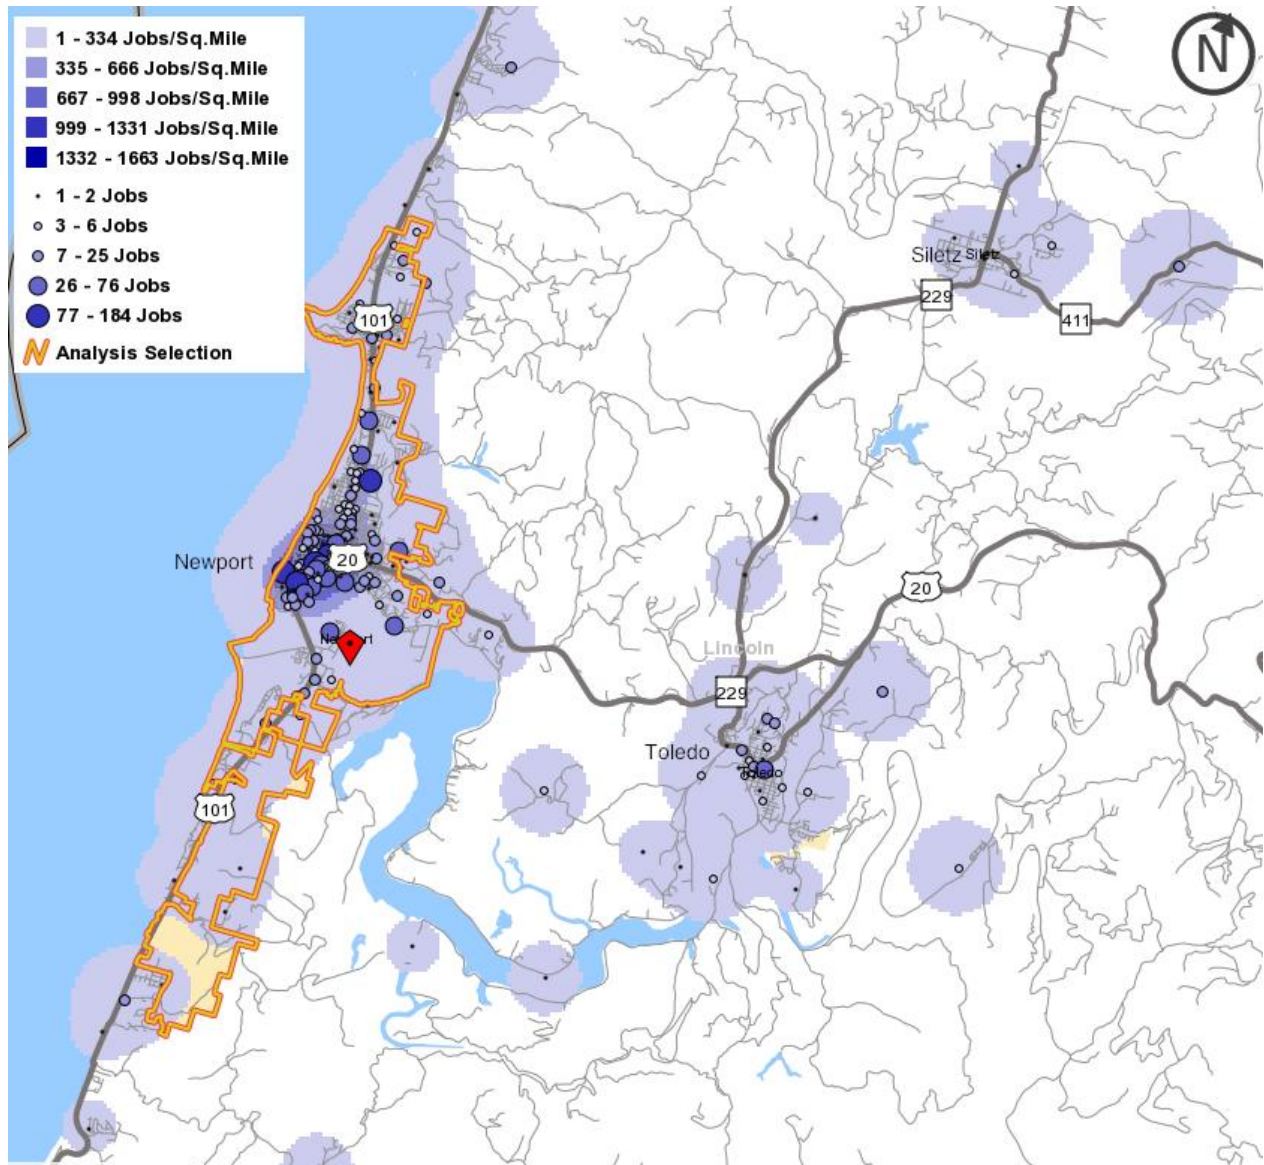 1 - 334 Jobs/Sq.Mile
335 - 666 Jobs/Sq.Mile
667 - 998 Jobs/Sq.Mile
999 - 1331 Jobs/Sq.Mile
1332 - 1663 Jobs/Sq.Mile
1 - 2 Jobs
3 - 6 Jobs
7 - 25 Jobs
26 - 76 Jobs
77 - 184 Jobs
Analysis Selection
N
Siletz Siletz
229
411
101
Newport
20
20
Newport
Lincoln
229
Toledo
Toledo
101